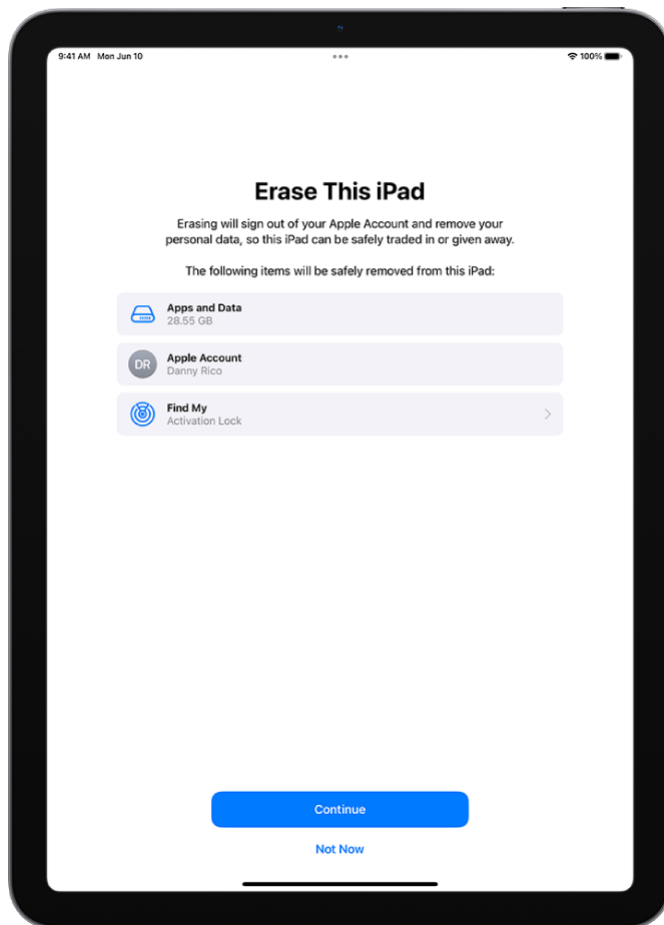 9:41 AM Mon Jun 10
100%
Erase This iPad
Erasing will sign out of your Apple Account and remove your
personal data, so this iPad can be safely traded in or given away.
The following items will be safely removed from this iPad:
Apps and Data
28.55 GB
DR
Apple Account
Danny Rico
Find My
Activation Lock
Continue
Not Now